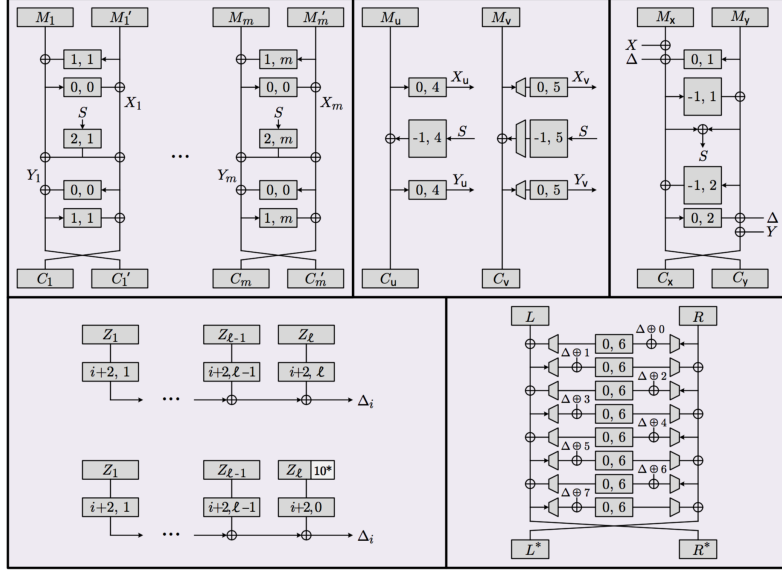 M1 M1′ Mm Mm′
1, 1 1, m
0, 0 0, 0
X1 Xm
S S
2, 1 2, m
...
Y1 Ym
0, 0 0, 0
1, 1 1, m
C1 C1′ Cm Cm′
Mu Mv
0, 4 Xu 0, 5 Xv
-1, 4 S -1, 5 S
0, 4 Yu 0, 5 Yv
Cu Cv
Mx My
X
Δ 0, 1
-1, 1
S
-1, 2
0, 2 Δ
Y
Cx Cy
Z1 Zℓ-1 Zℓ
i+2, 1 i+2,ℓ-1 i+2, ℓ
... Δi
Z1 Zℓ-1 Zℓ 10*
i+2, 1 i+2,ℓ-1 i+2,0
... Δi
L R
Δ⊕0
0, 6
Δ⊕1
0, 6
Δ⊕2
0, 6
Δ⊕3
0, 6
Δ⊕4
0, 6
Δ⊕5
0, 6
Δ⊕6
0, 6
Δ⊕7
0, 6
L* R*